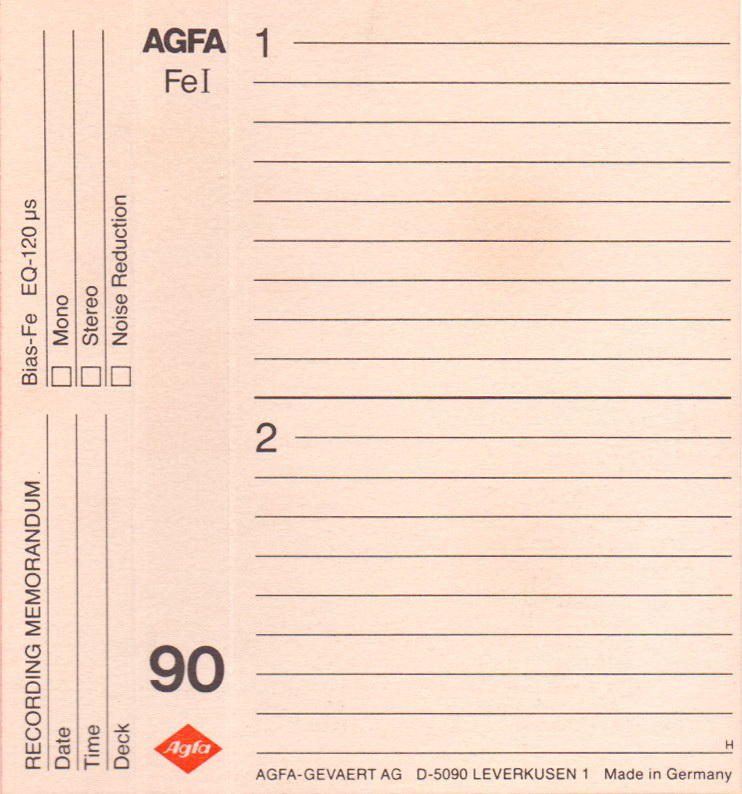 Bias-Fe EQ-120 µs
Mono
Stereo
Noise Reduction
RECORDING MEMORANDUM
Date
Time
Deck
AGFA
FeI
90
Agfa
1
2
H
AGFA-GEVAERT AG D-5090 LEVERKUSEN 1 Made in Germany